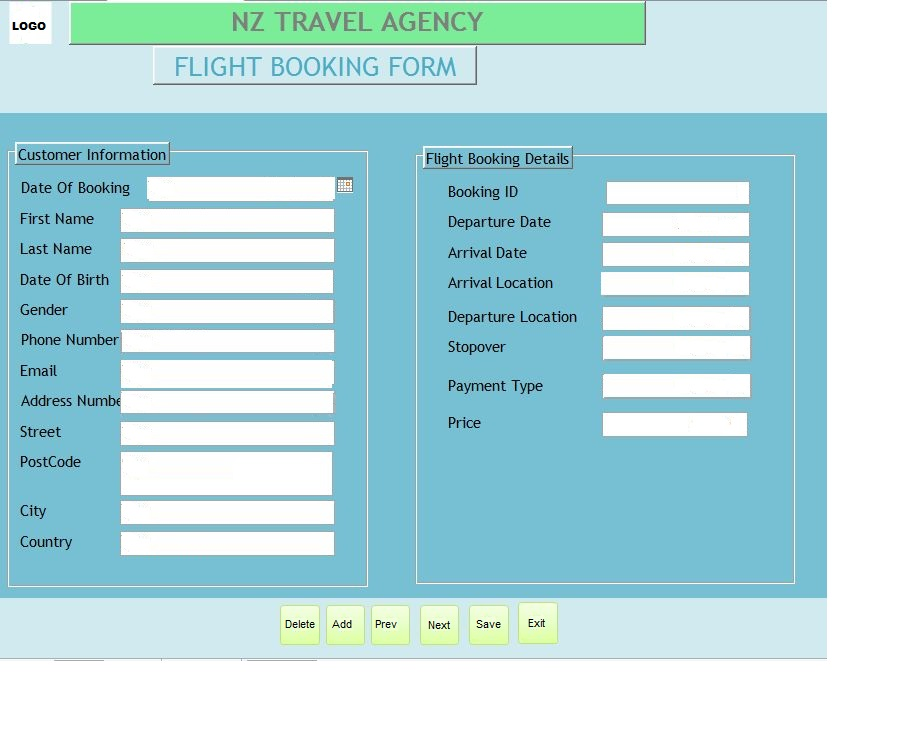 LOGO
NZ TRAVEL AGENCY
FLIGHT BOOKING FORM
Customer Information
Date Of Booking
First Name
Last Name
Date Of Birth
Gender
Phone Number
Email
Address Numbe
Street
PostCode
City
Country
Flight Booking Details
Booking ID
Departure Date
Arrival Date
Arrival Location
Departure Location
Stopover
Payment Type
Price
Delete Add Prev Next Save Exit